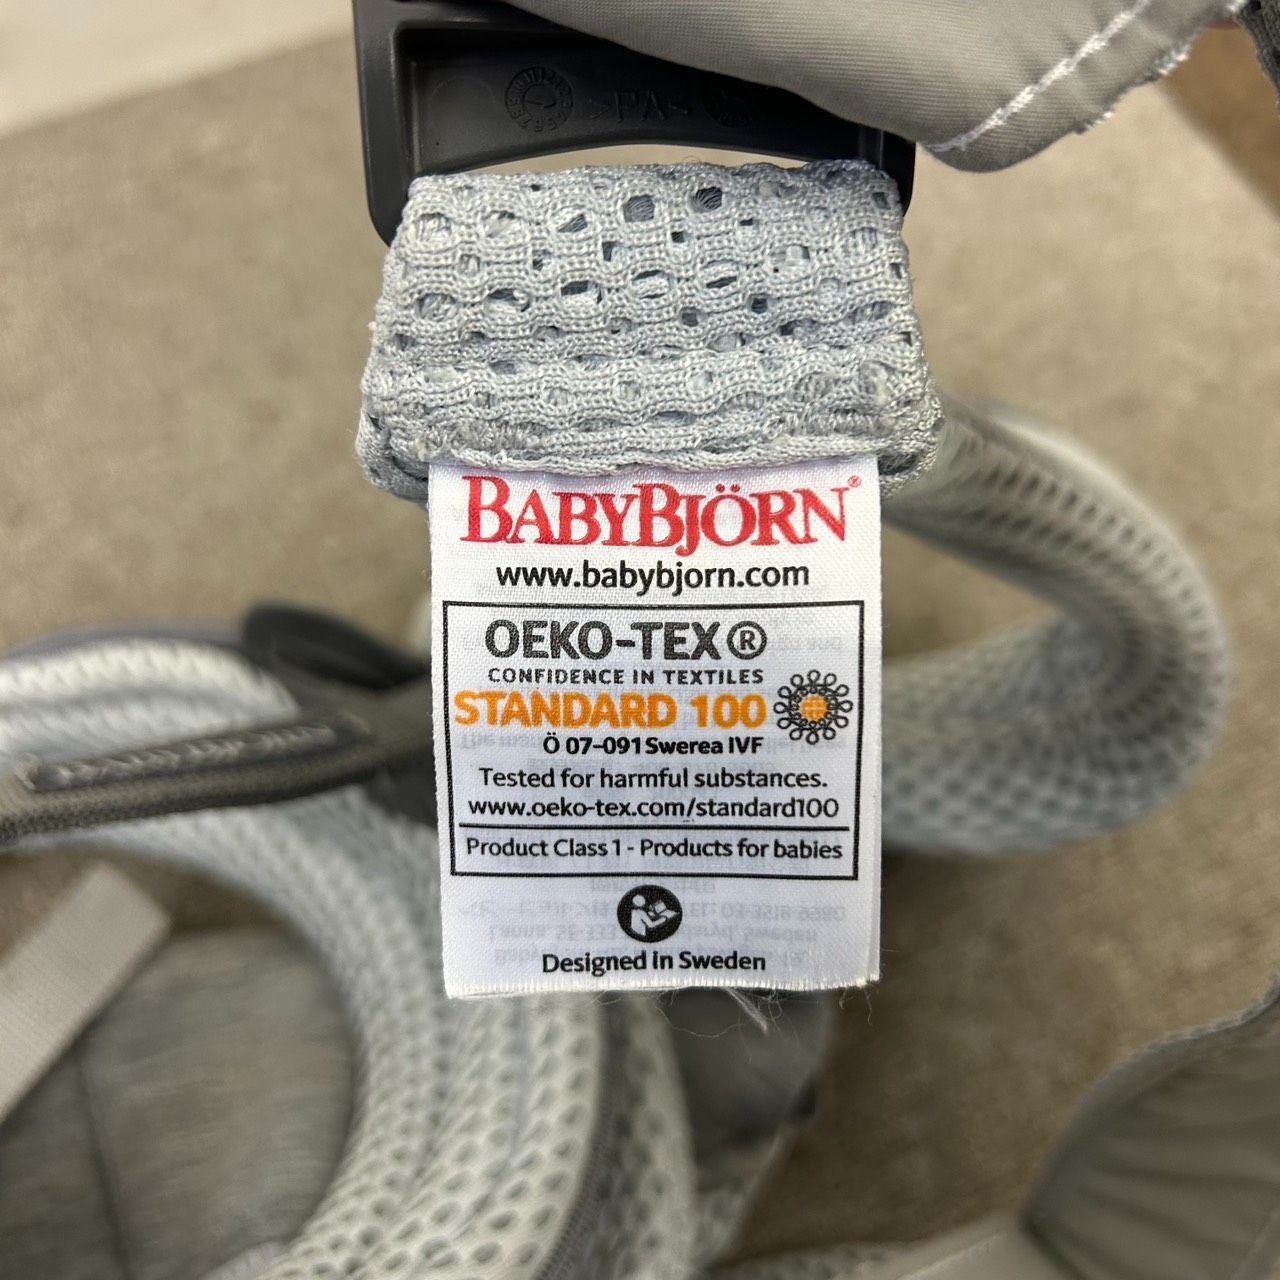 >PA<
BABYBJÖRN®
www.babybjorn.com
OEKO-TEX®
CONFIDENCE IN TEXTILES
STANDARD 100
Ö 07-091 Swerea IVF
Tested for harmful substances.
www.oeko-tex.com/standard100
Product Class 1 - Products for babies
Designed in Sweden